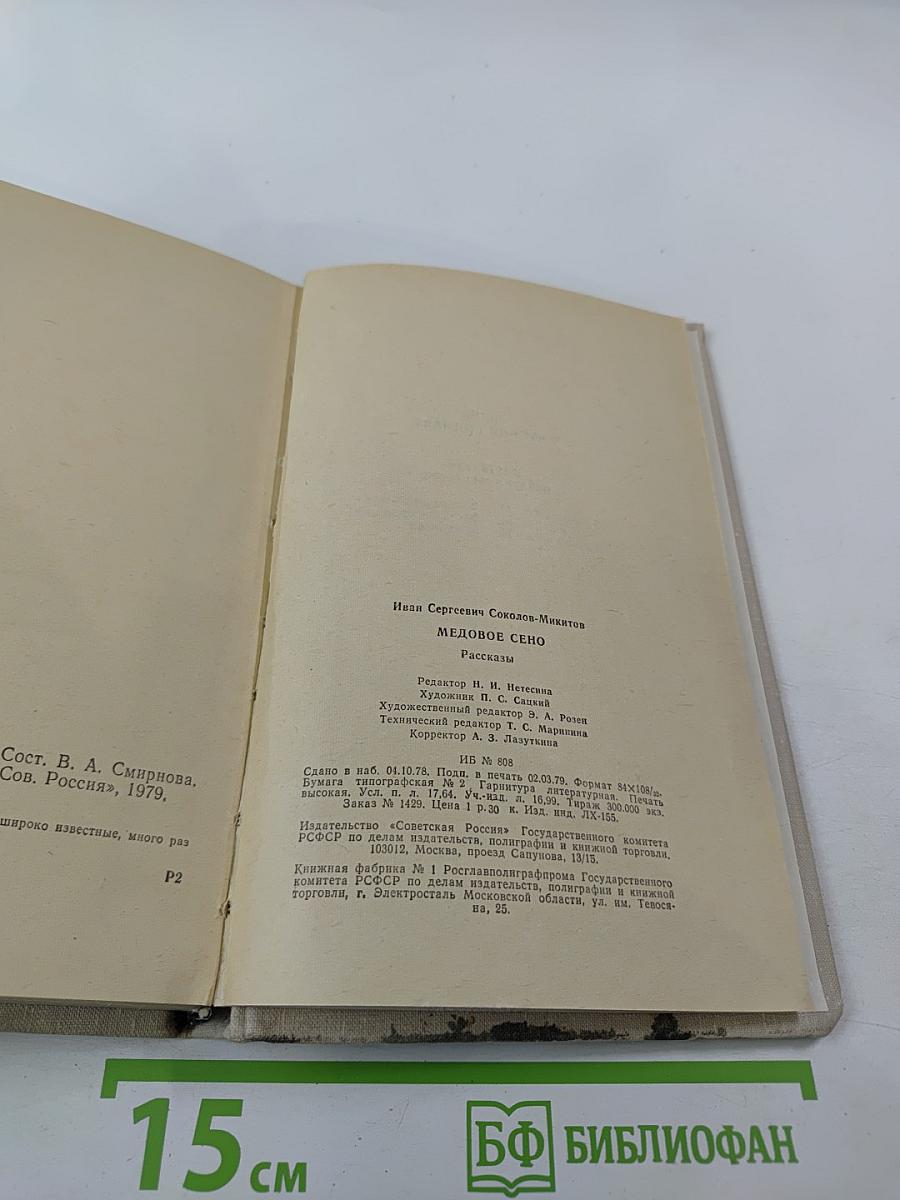 Сост. В. А. Смирнова.
Сов. Россия», 1979.
широко известные, много раз
Р2
Иван Сергеевич Соколов-Микитов
МЕДОВОЕ СЕНО
Рассказы
Редактор Н. И. Нетесина
Художник П. С. Сацкий
Художественный редактор Э. А. Розен
Технический редактор Т. С. Маринина
Корректор А. З. Лазуткина
ИБ № 808
Сдано в наб. 04.10.78. Подп. в печать 02.03.79. Формат 84×108/32.
Бумага типографская № 2. Гарнитура литературная. Печать
высокая. Усл. п. л. 17,64. Уч.-изд. л. 16,99. Тираж 300.000 экз.
Заказ № 1429. Цена 1 р.30 к. Изд. инд. ЛХ-155.
Издательство «Советская Россия» Государственного комитета
РСФСР по делам издательств, полиграфии и книжной торговли.
103012, Москва, проезд Сапунова, 13/15.
Книжная фабрика № 1 Росглавполиграфпрома Государственного
комитета РСФСР по делам издательств, полиграфии и книжной
торговли, г. Электросталь Московской области, ул. им. Тевося-
на, 25.
15 см
БФ БИБЛИОФАН